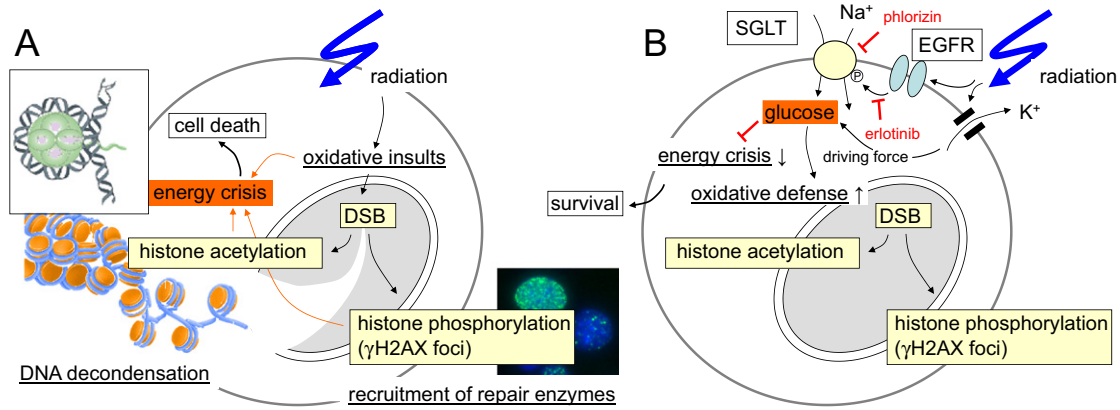 A
radiation
cell death
oxidative insults
energy crisis
DSB
histone acetylation
histone phosphorylation
(γH2AX foci)
DNA decondensation
recruitment of repair enzymes
B
SGLT
Na⁺
phlorizin
EGFR
P
radiation
glucose
K⁺
erlotinib
energy crisis ↓
driving force
oxidative defense ↑
survival
DSB
histone acetylation
histone phosphorylation
(γH2AX foci)